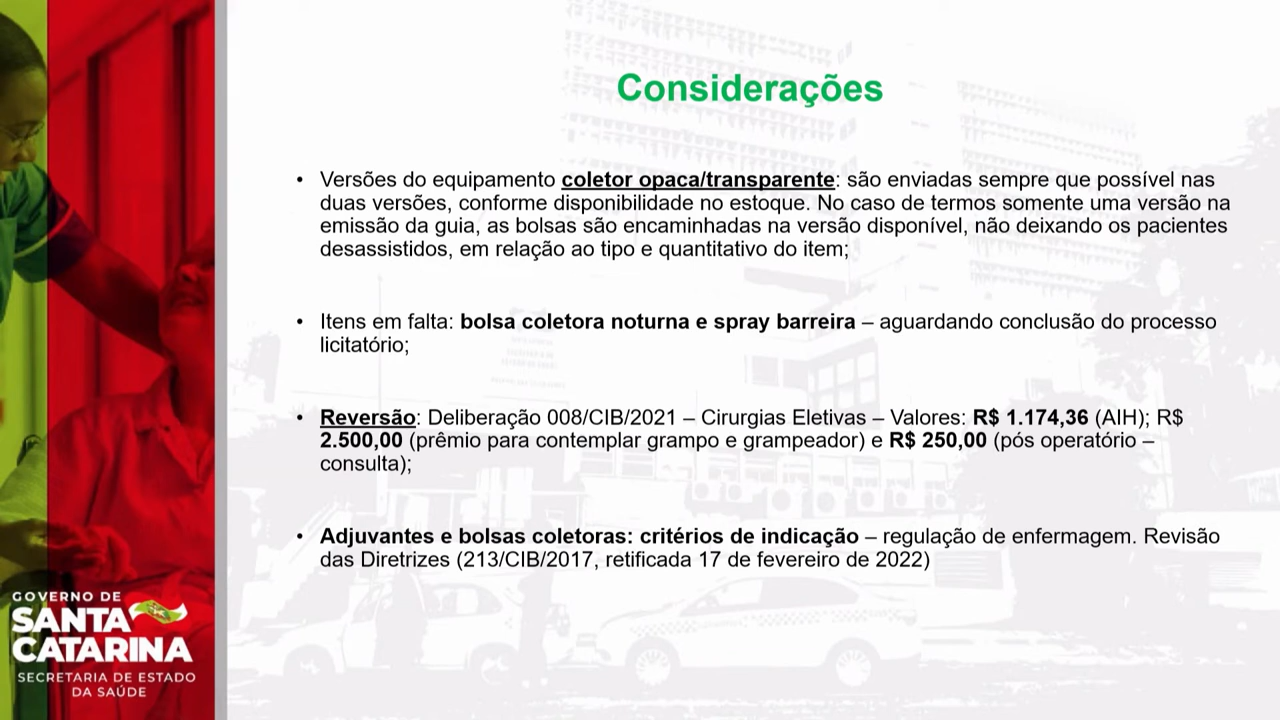 Considerações
• Versões do equipamento coletor opaca/transparente: são enviadas sempre que possível nas
duas versões, conforme disponibilidade no estoque. No caso de termos somente uma versão na
emissão da guia, as bolsas são encaminhadas na versão disponível, não deixando os pacientes
desassistidos, em relação ao tipo e quantitativo do item;
• Itens em falta: bolsa coletora noturna e spray barreira – aguardando conclusão do processo
licitatório;
• Reversão: Deliberação 008/CIB/2021 – Cirurgias Eletivas – Valores: R$ 1.174,36 (AIH); R$
2.500,00 (prêmio para contemplar grampo e grampeador) e R$ 250,00 (pós operatório –
consulta);
• Adjuvantes e bolsas coletoras: critérios de indicação – regulação de enfermagem. Revisão
das Diretrizes (213/CIB/2017, retificada 17 de fevereiro de 2022)
GOVERNO DE
SANTA
CATARINA
SECRETARIA DE ESTADO
DA SAÚDE